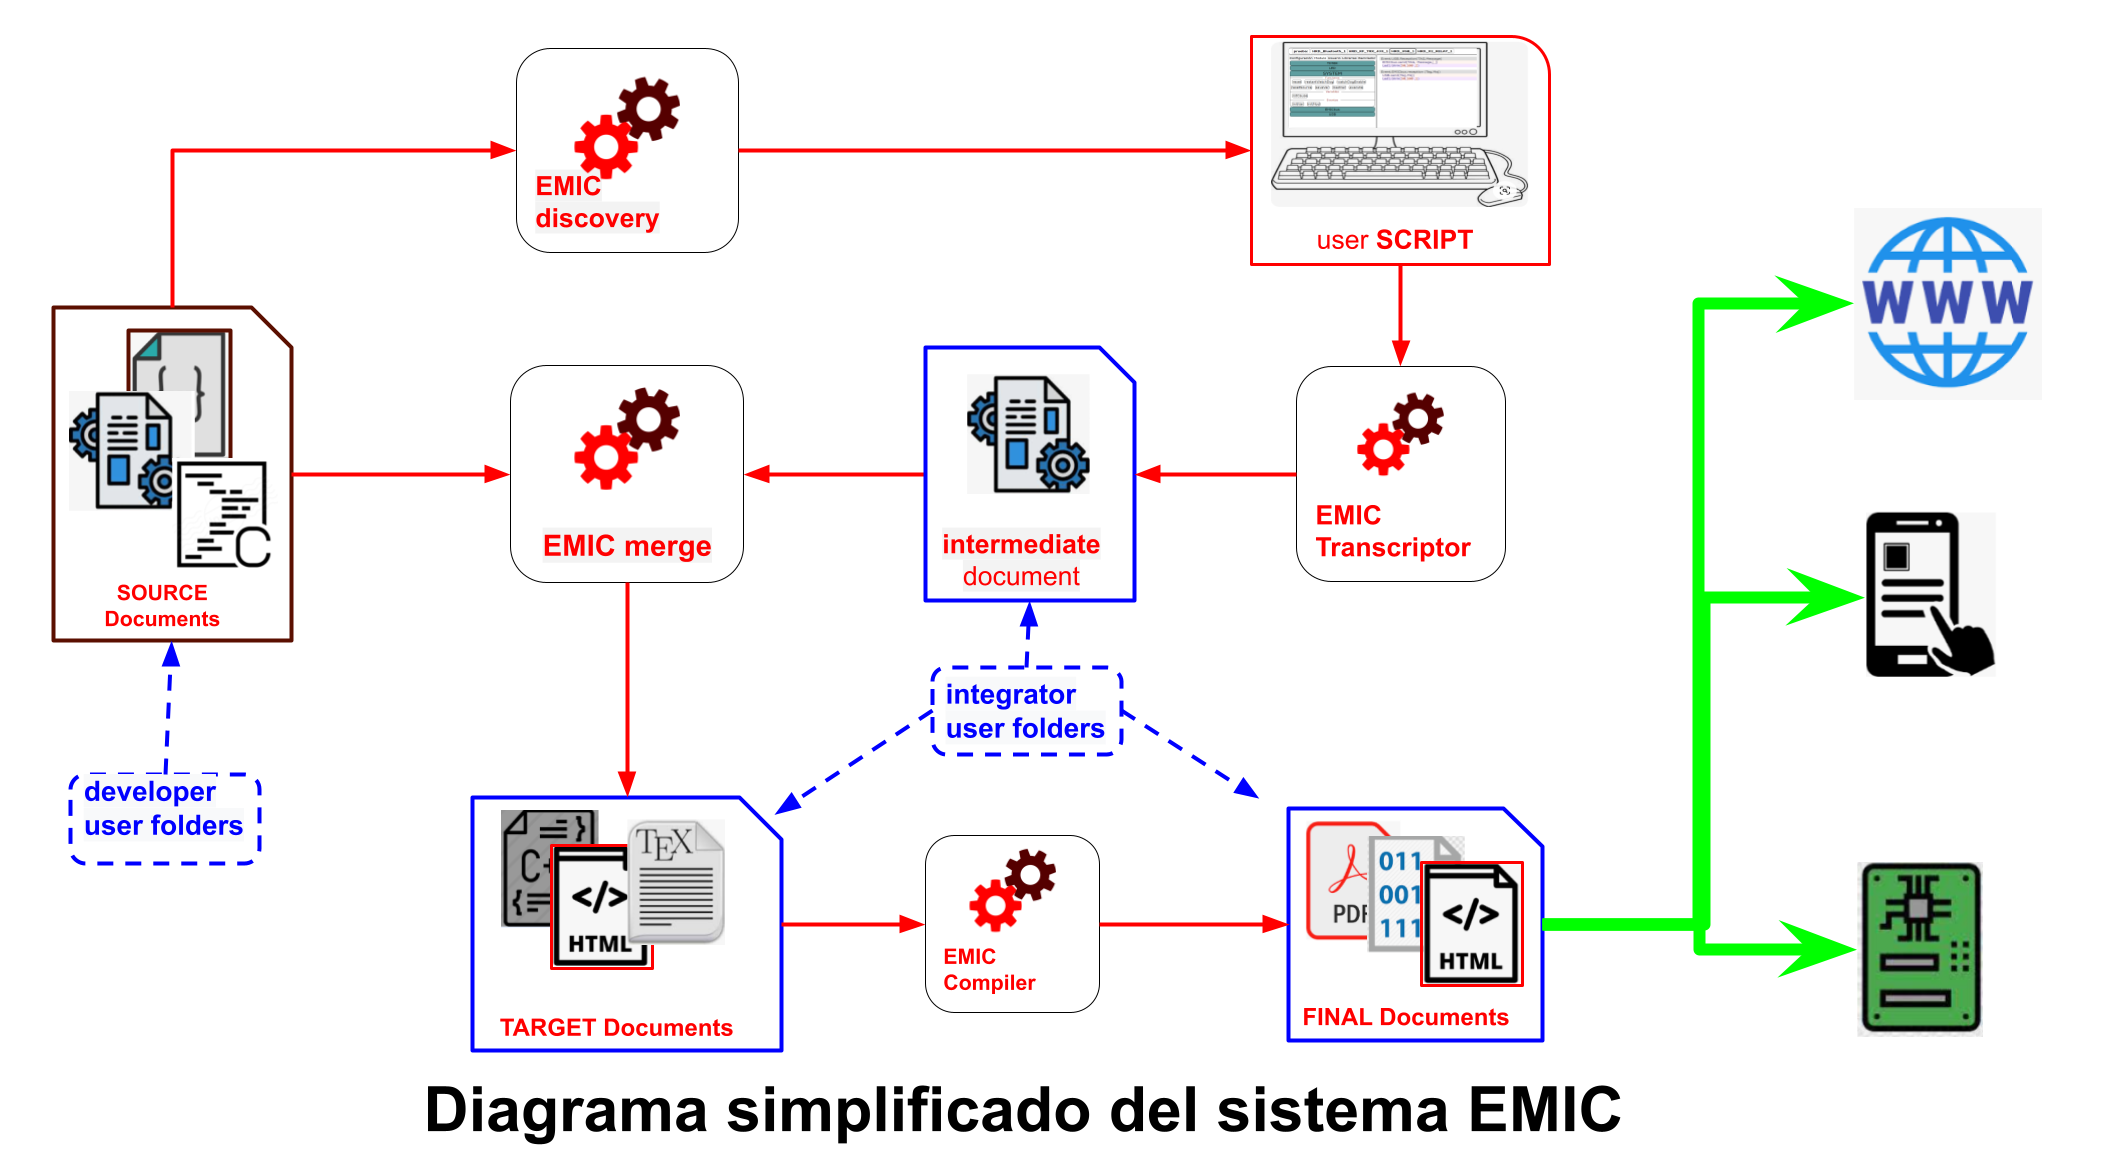 EMIC
discovery
SYSTEM
user SCRIPT
WWW
{ }
C
SOURCE
Documents
EMIC merge
intermediate
document
EMIC
Transcriptor
developer
user folders
integrator
user folders
={}
C+
{=
</>
HTML
TEX
TARGET Documents
EMIC
Compiler
PDF
011
001
111
</>
HTML
FINAL Documents
Diagrama simplificado del sistema EMIC